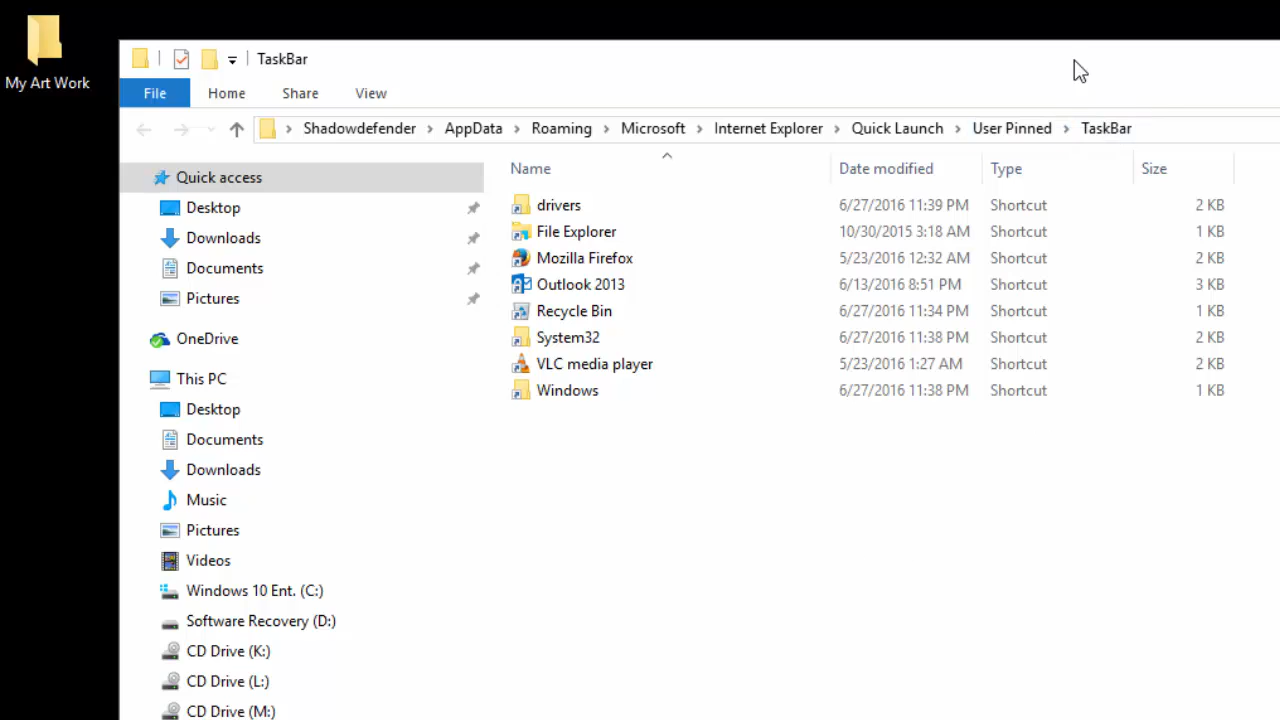 My Art Work
TaskBar
File Home Share View
Shadowdefender AppData Roaming Microsoft Internet Explorer Quick Launch User Pinned TaskBar
Name Date modified Type Size
Quick access
Desktop
Downloads
Documents
Pictures
OneDrive
This PC
Desktop
Documents
Downloads
Music
Pictures
Videos
Windows 10 Ent. (C:)
Software Recovery (D:)
CD Drive (K:)
CD Drive (L:)
CD Drive (M:)
drivers 6/27/2016 11:39 PM Shortcut 2 KB
File Explorer 10/30/2015 3:18 AM Shortcut 1 KB
Mozilla Firefox 5/23/2016 12:32 AM Shortcut 2 KB
Outlook 2013 6/13/2016 8:51 PM Shortcut 3 KB
Recycle Bin 6/27/2016 11:34 PM Shortcut 1 KB
System32 6/27/2016 11:38 PM Shortcut 2 KB
VLC media player 5/23/2016 1:27 AM Shortcut 2 KB
Windows 6/27/2016 11:38 PM Shortcut 1 KB